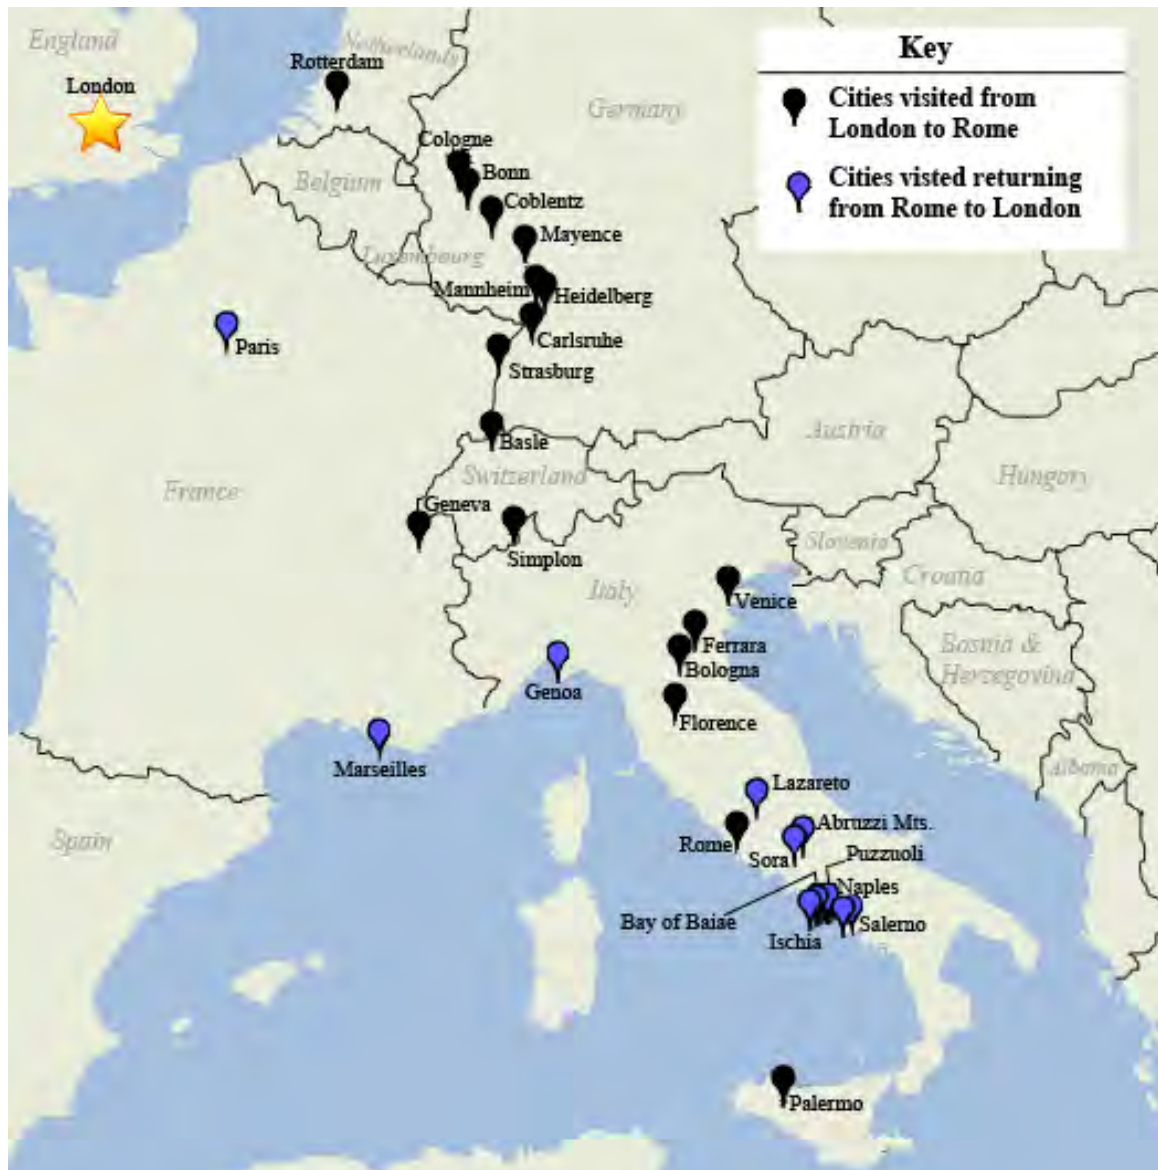 England
London
Netherlands
Rotterdam
Key
Cities visited from
London to Rome
Cities visted returning
from Rome to London
Germany
Cologne
Bonn
Belgium
Coblentz
Mayence
Luxembourg
Mannheim
Heidelberg
Carlsruhe
Paris
Strasburg
Basle
Austria
Switzerland
Hungary
France
Geneva
Simplon
Slovenia
Italy
Croatia
Venice
Ferrara
Bologna
Bosnia &
Herzegovina
Genoa
Florence
Marseilles
Albania
Lazareto
Spain
Rome
Abruzzi Mts.
Sora
Puzzuoli
Naples
Bay of Baiae
Salerno
Ischia
Palermo